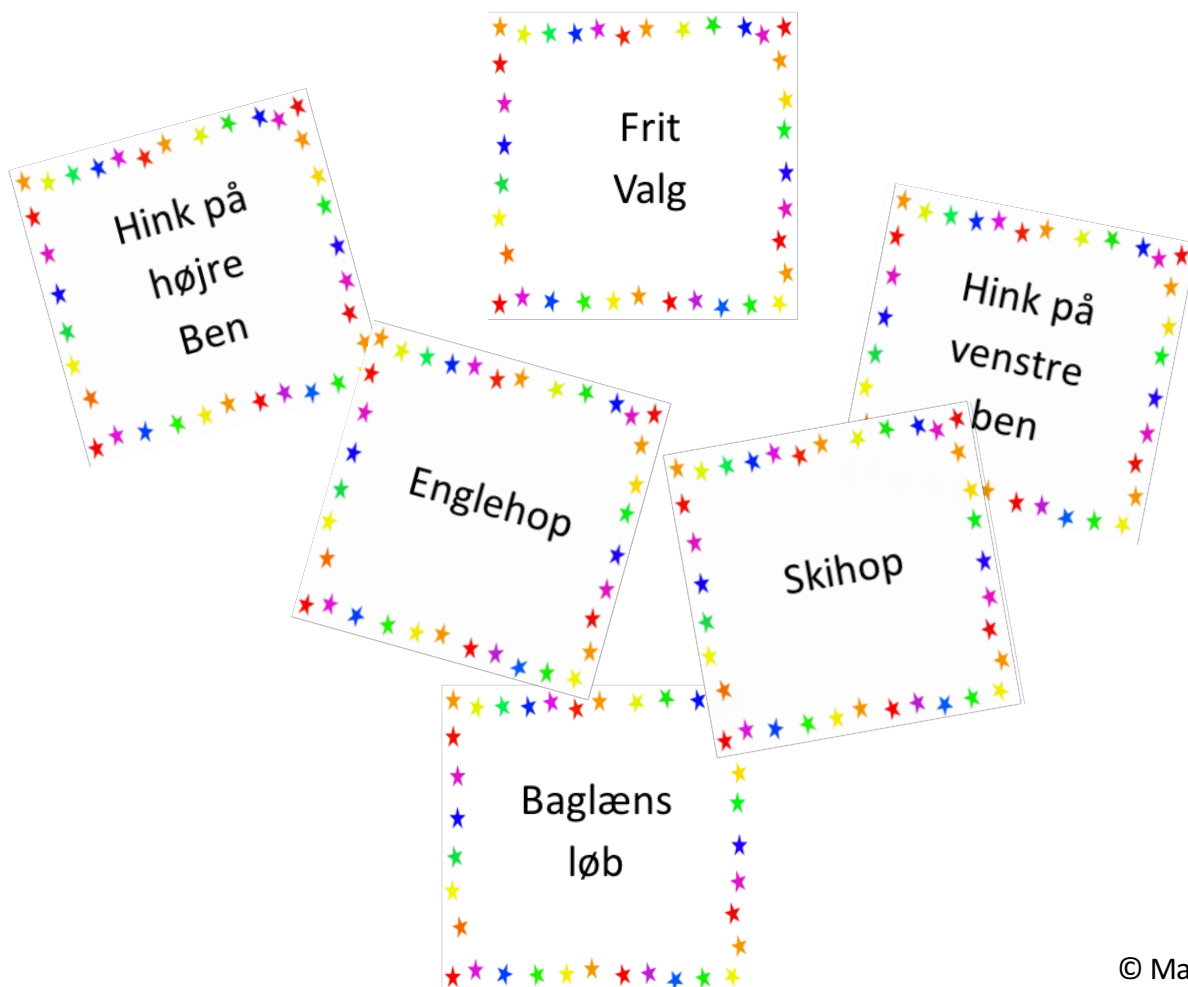 Frit
Valg
Hink på
højre
Ben
Hink på
venstre
ben
Englehop
Skihop
Baglæns
løb
© Ma